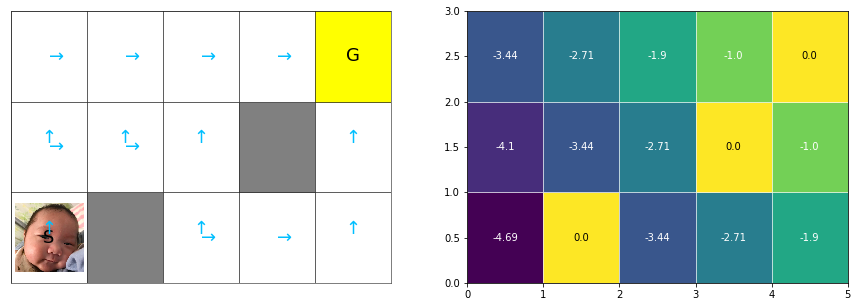 → → → → G
↑→ ↑→ ↑ ↑
↑ S ↑→ → ↑
3.0
2.5
2.0
1.5
1.0
0.5
0.0
-3.44 -2.71 -1.9 -1.0 0.0
-4.1 -3.44 -2.71 0.0 -1.0
-4.69 0.0 -3.44 -2.71 -1.9
0 1 2 3 4 5